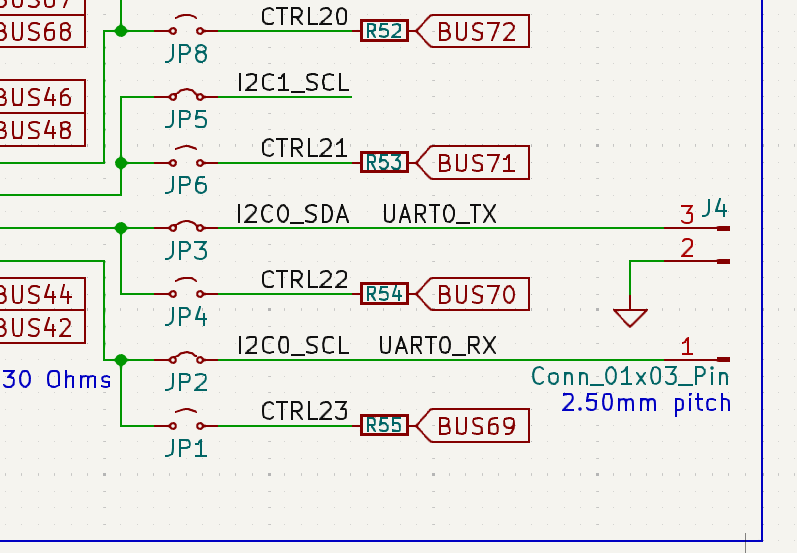 BUS67
BUS68
CTRL20
R52
BUS72
JP8
BUS46
I2C1_SCL
JP5
BUS48
CTRL21
R53
BUS71
JP6
I2C0_SDA UART0_TX
3
J4
JP3
2
CTRL22
R54
BUS70
JP4
BUS44
BUS42
I2C0_SCL UART0_RX
1
JP2
30 Ohms
Conn_01x03_Pin
2.50mm pitch
CTRL23
R55
BUS69
JP1